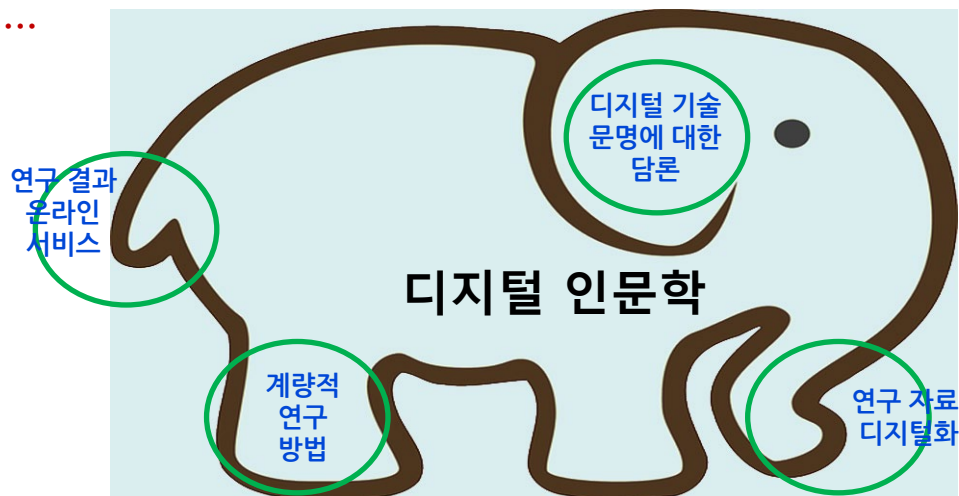 ...
디지털 기술
문명에 대한
담론
연구 결과
온라인
서비스
디지털 인문학
계량적
연구
방법
연구 자료
디지털화